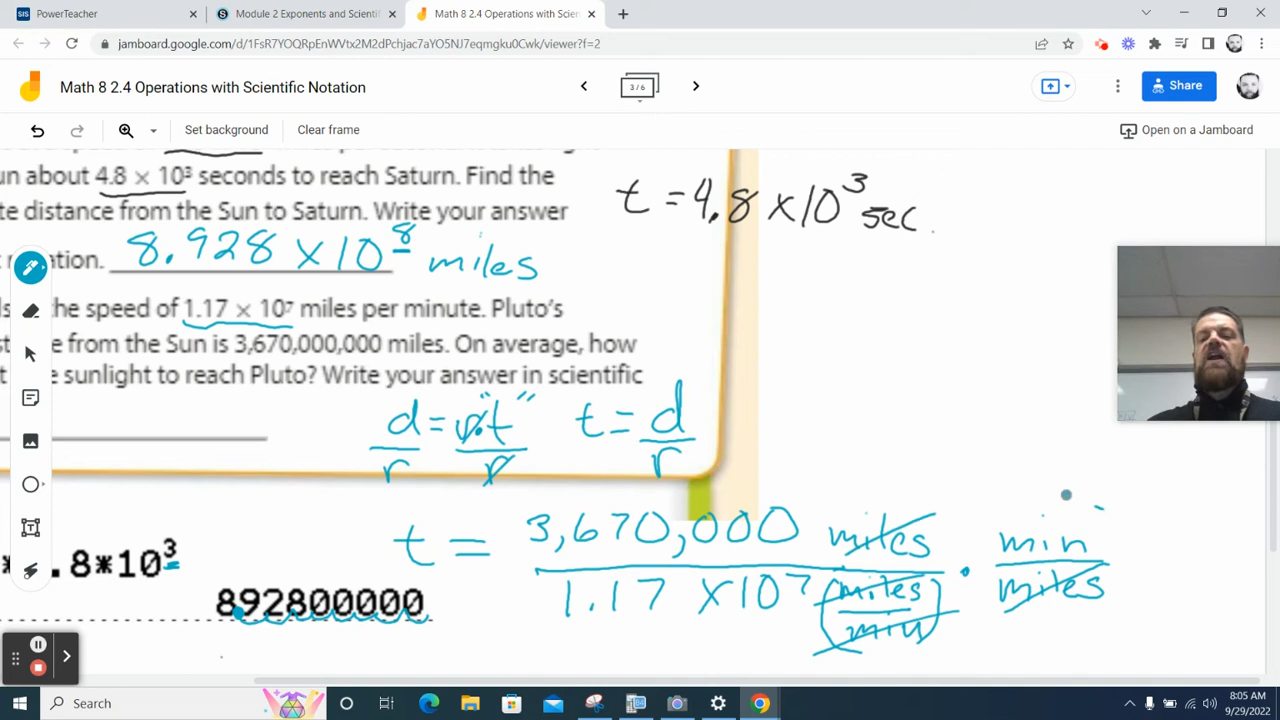 PowerTeacher
Module 2 Exponents and Scientif
Math 8 2.4 Operations with Scien
jamboard.google.com/d/1FsR7YOQRpEnWVtx2M2dPchjac7aYO5NJ7eqmgku0Cwk/viewer?f=2
Math 8 2.4 Operations with Scientific Notation
3 / 6
Share
Set background
Clear frame
Open on a Jamboard
un about 4.8 × 10³ seconds to reach Saturn. Find the
te distance from the Sun to Saturn. Write your answer
ation. 8.928 × 10⁸ miles
the speed of 1.17 × 10⁷ miles per minute. Pluto's
e from the Sun is 3,670,000,000 miles. On average, how
e sunlight to reach Pluto? Write your answer in scientific
t = 4.8 × 10³ sec
d = r·t
r r
t = d
r
t = 3,670,000 miles · min
1.17 × 10⁷ (miles miles
min)
.8*10³
892800000
Search
8:05 AM
9/29/2022